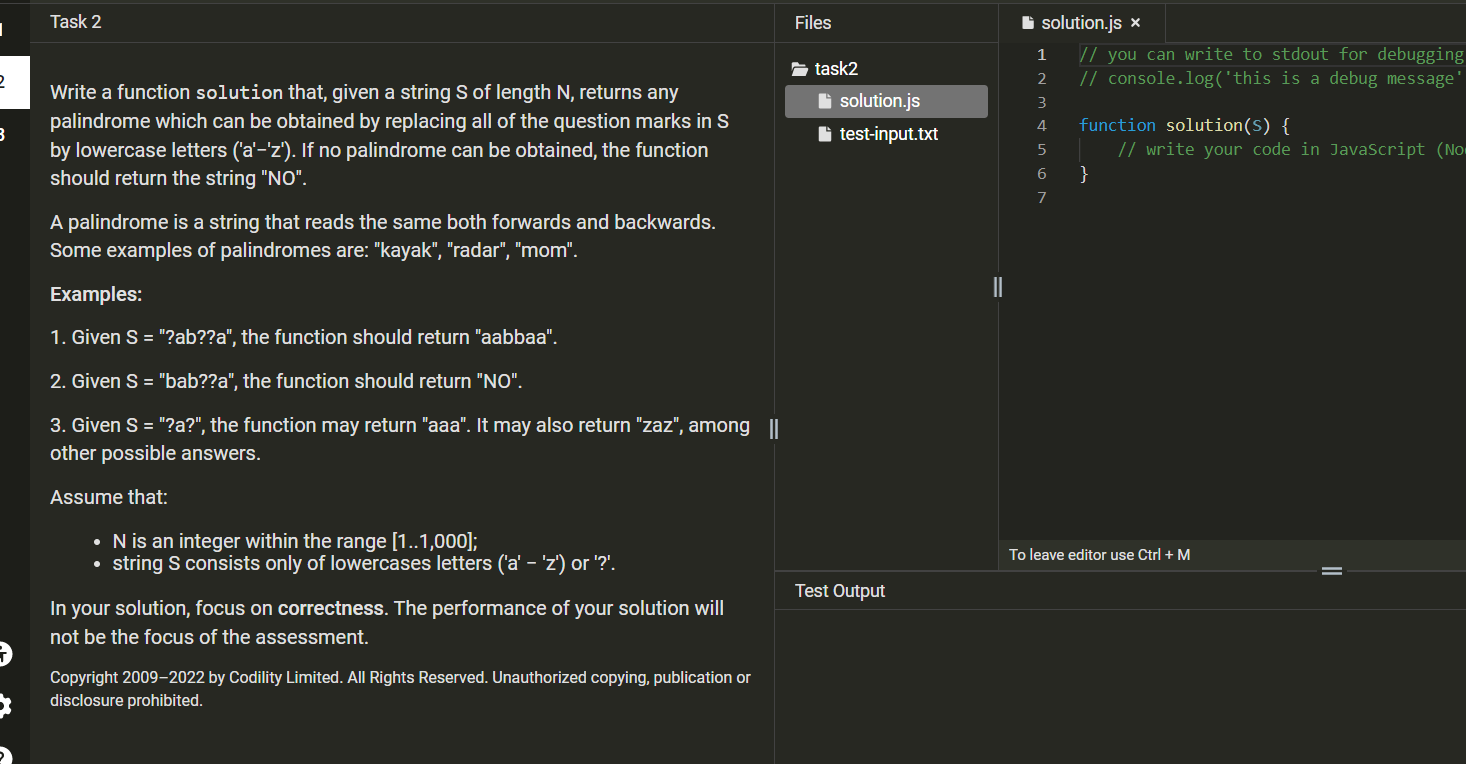 Task 2
Write a function solution that, given a string S of length N, returns any
palindrome which can be obtained by replacing all of the question marks in S
by lowercase letters ('a'−'z'). If no palindrome can be obtained, the function
should return the string "NO".
A palindrome is a string that reads the same both forwards and backwards.
Some examples of palindromes are: "kayak", "radar", "mom".
Examples:
1. Given S = "?ab??a", the function should return "aabbaa".
2. Given S = "bab??a", the function should return "NO".
3. Given S = "?a?", the function may return "aaa". It may also return "zaz", among
other possible answers.
Assume that:
• N is an integer within the range [1..1,000];
• string S consists only of lowercases letters ('a' − 'z') or '?'.
In your solution, focus on correctness. The performance of your solution will
not be the focus of the assessment.
Copyright 2009–2022 by Codility Limited. All Rights Reserved. Unauthorized copying, publication or
disclosure prohibited.
Files
task2
solution.js
test-input.txt
solution.js ×
1 // you can write to stdout for debugging
2 // console.log('this is a debug message'
3
4 function solution(S) {
5 // write your code in JavaScript (No
6 }
7
To leave editor use Ctrl + M
Test Output